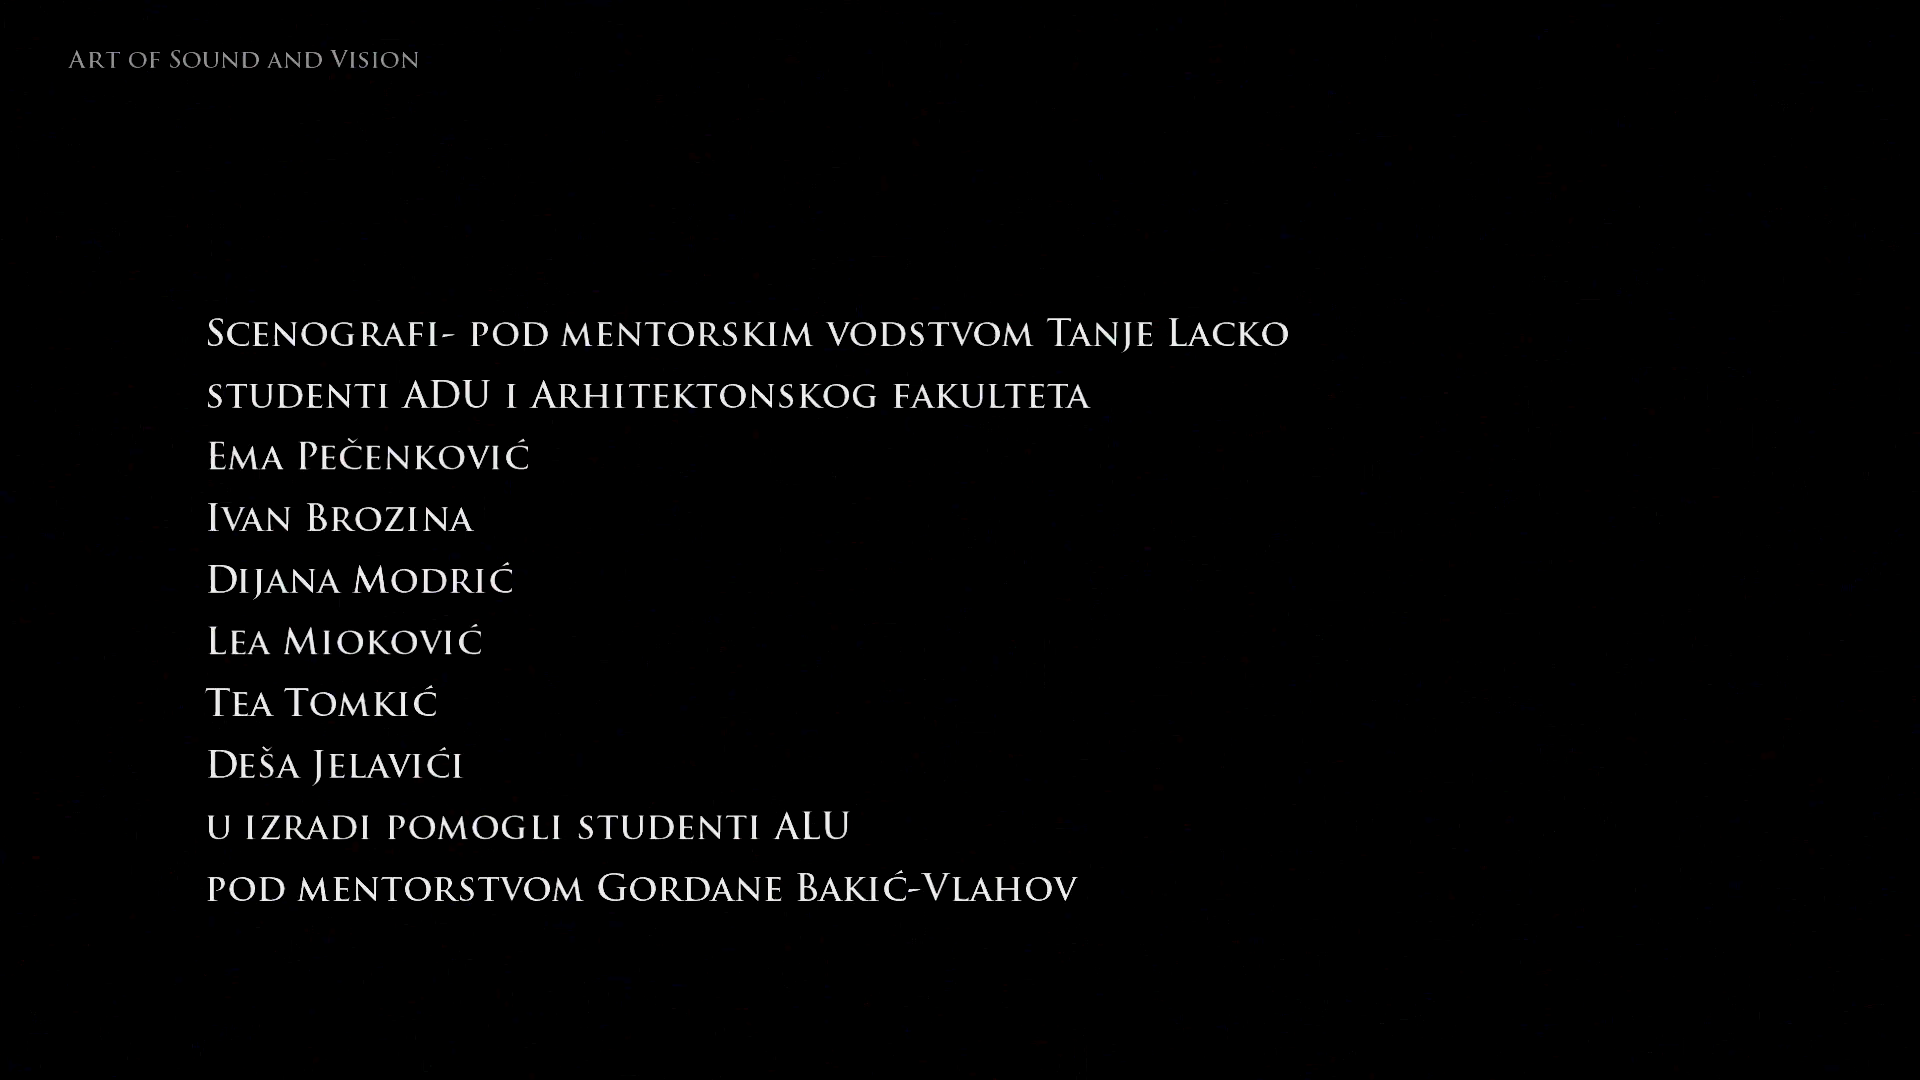 Art of Sound and Vision
Scenografi- pod mentorskim vodstvom Tanje Lacko
studenti ADU i Arhitektonskog fakulteta
Ema Pečenković
Ivan Brozina
Dijana Modrić
Lea Mioković
Tea Tomkić
Deša Jelavići
u izradi pomogli studenti ALU
pod mentorstvom Gordane Bakić-Vlahov